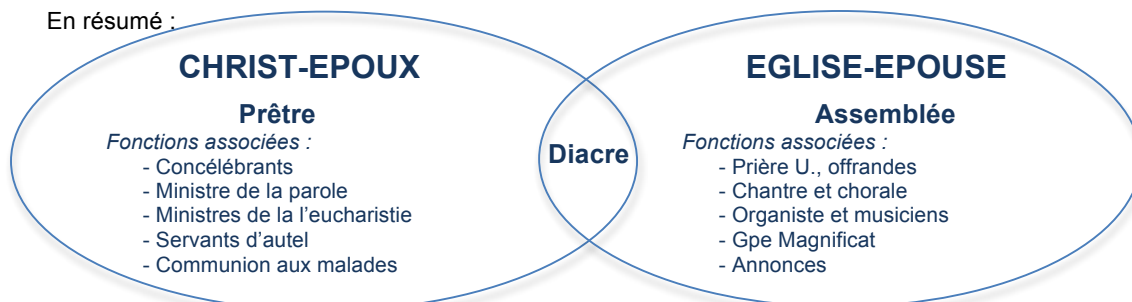 En résumé :
CHRIST-EPOUX
Prêtre
Fonctions associées :
- Concélébrants
- Ministre de la parole
- Ministres de la l'eucharistie
- Servants d'autel
- Communion aux malades
Diacre
EGLISE-EPOUSE
Assemblée
Fonctions associées :
- Prière U., offrandes
- Chantre et chorale
- Organiste et musiciens
- Gpe Magnificat
- Annonces